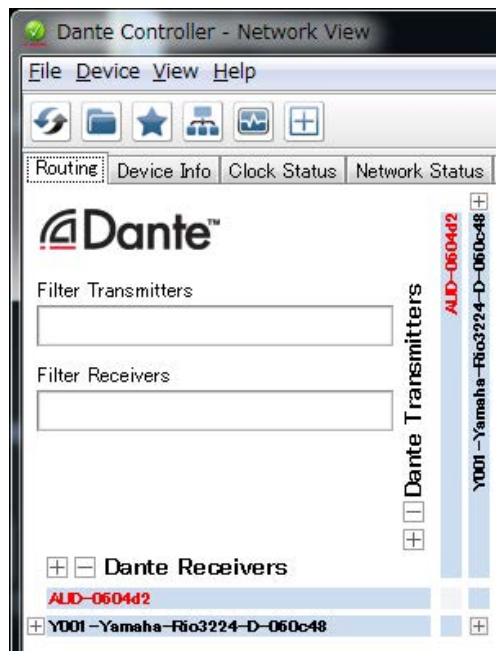 Dante Controller - Network View
File Device View Help
Routing Device Info Clock Status Network Status
Dante™
Filter Transmitters
Filter Receivers
Dante Transmitters
AUD-0604d2
Y001-Yamaha-Rio3224-D-060c48
Dante Receivers
AUD-0604d2
Y001-Yamaha-Rio3224-D-060c48